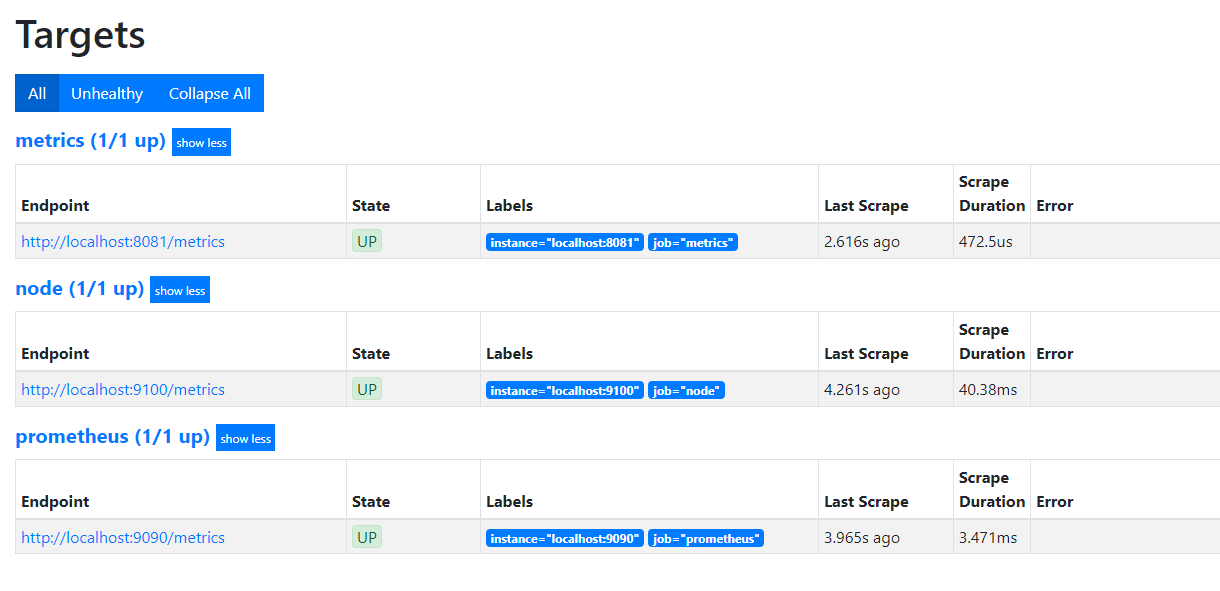 Targets
All Unhealthy Collapse All
metrics (1/1 up) show less
Endpoint State Labels Last Scrape Scrape Duration Error
http://localhost:8081/metrics UP instance="localhost:8081" job="metrics" 2.616s ago 472.5us
node (1/1 up) show less
Endpoint State Labels Last Scrape Scrape Duration Error
http://localhost:9100/metrics UP instance="localhost:9100" job="node" 4.261s ago 40.38ms
prometheus (1/1 up) show less
Endpoint State Labels Last Scrape Scrape Duration Error
http://localhost:9090/metrics UP instance="localhost:9090" job="prometheus" 3.965s ago 3.471ms